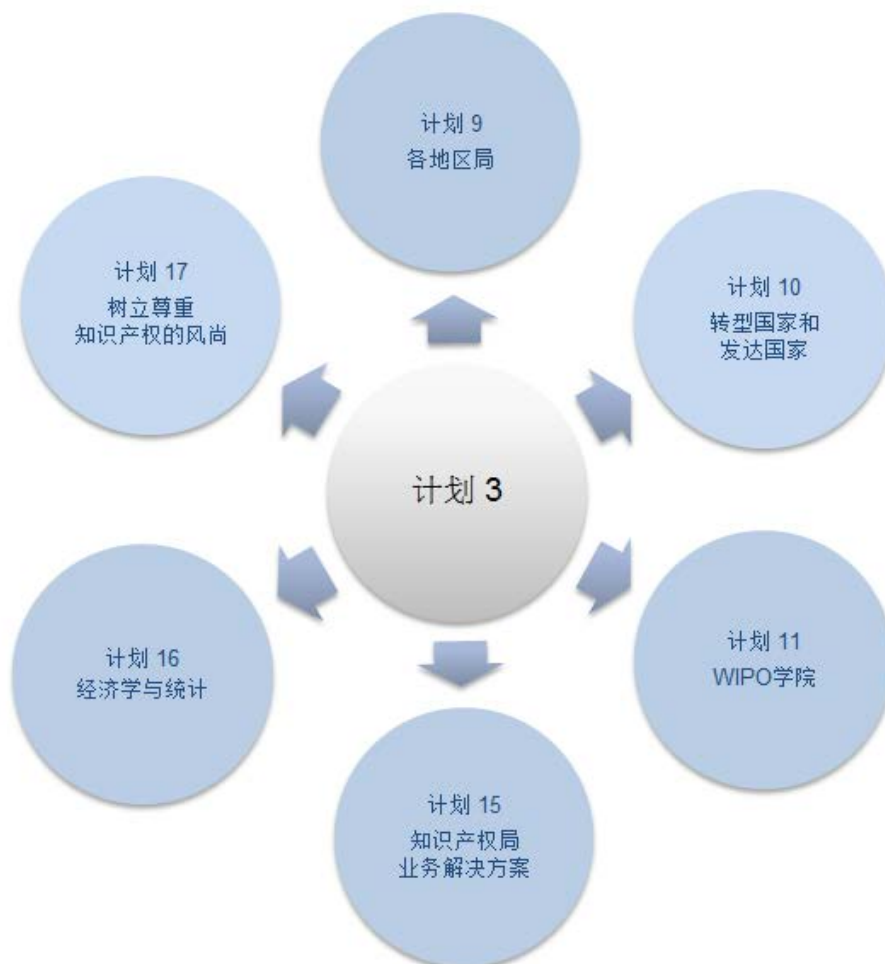 计划 9
各地区局
计划 17
树立尊重
知识产权的风尚
计划 10
转型国家和
发达国家
计划 3
计划 16
经济学与统计
计划 11
WIPO学院
计划 15
知识产权局
业务解决方案